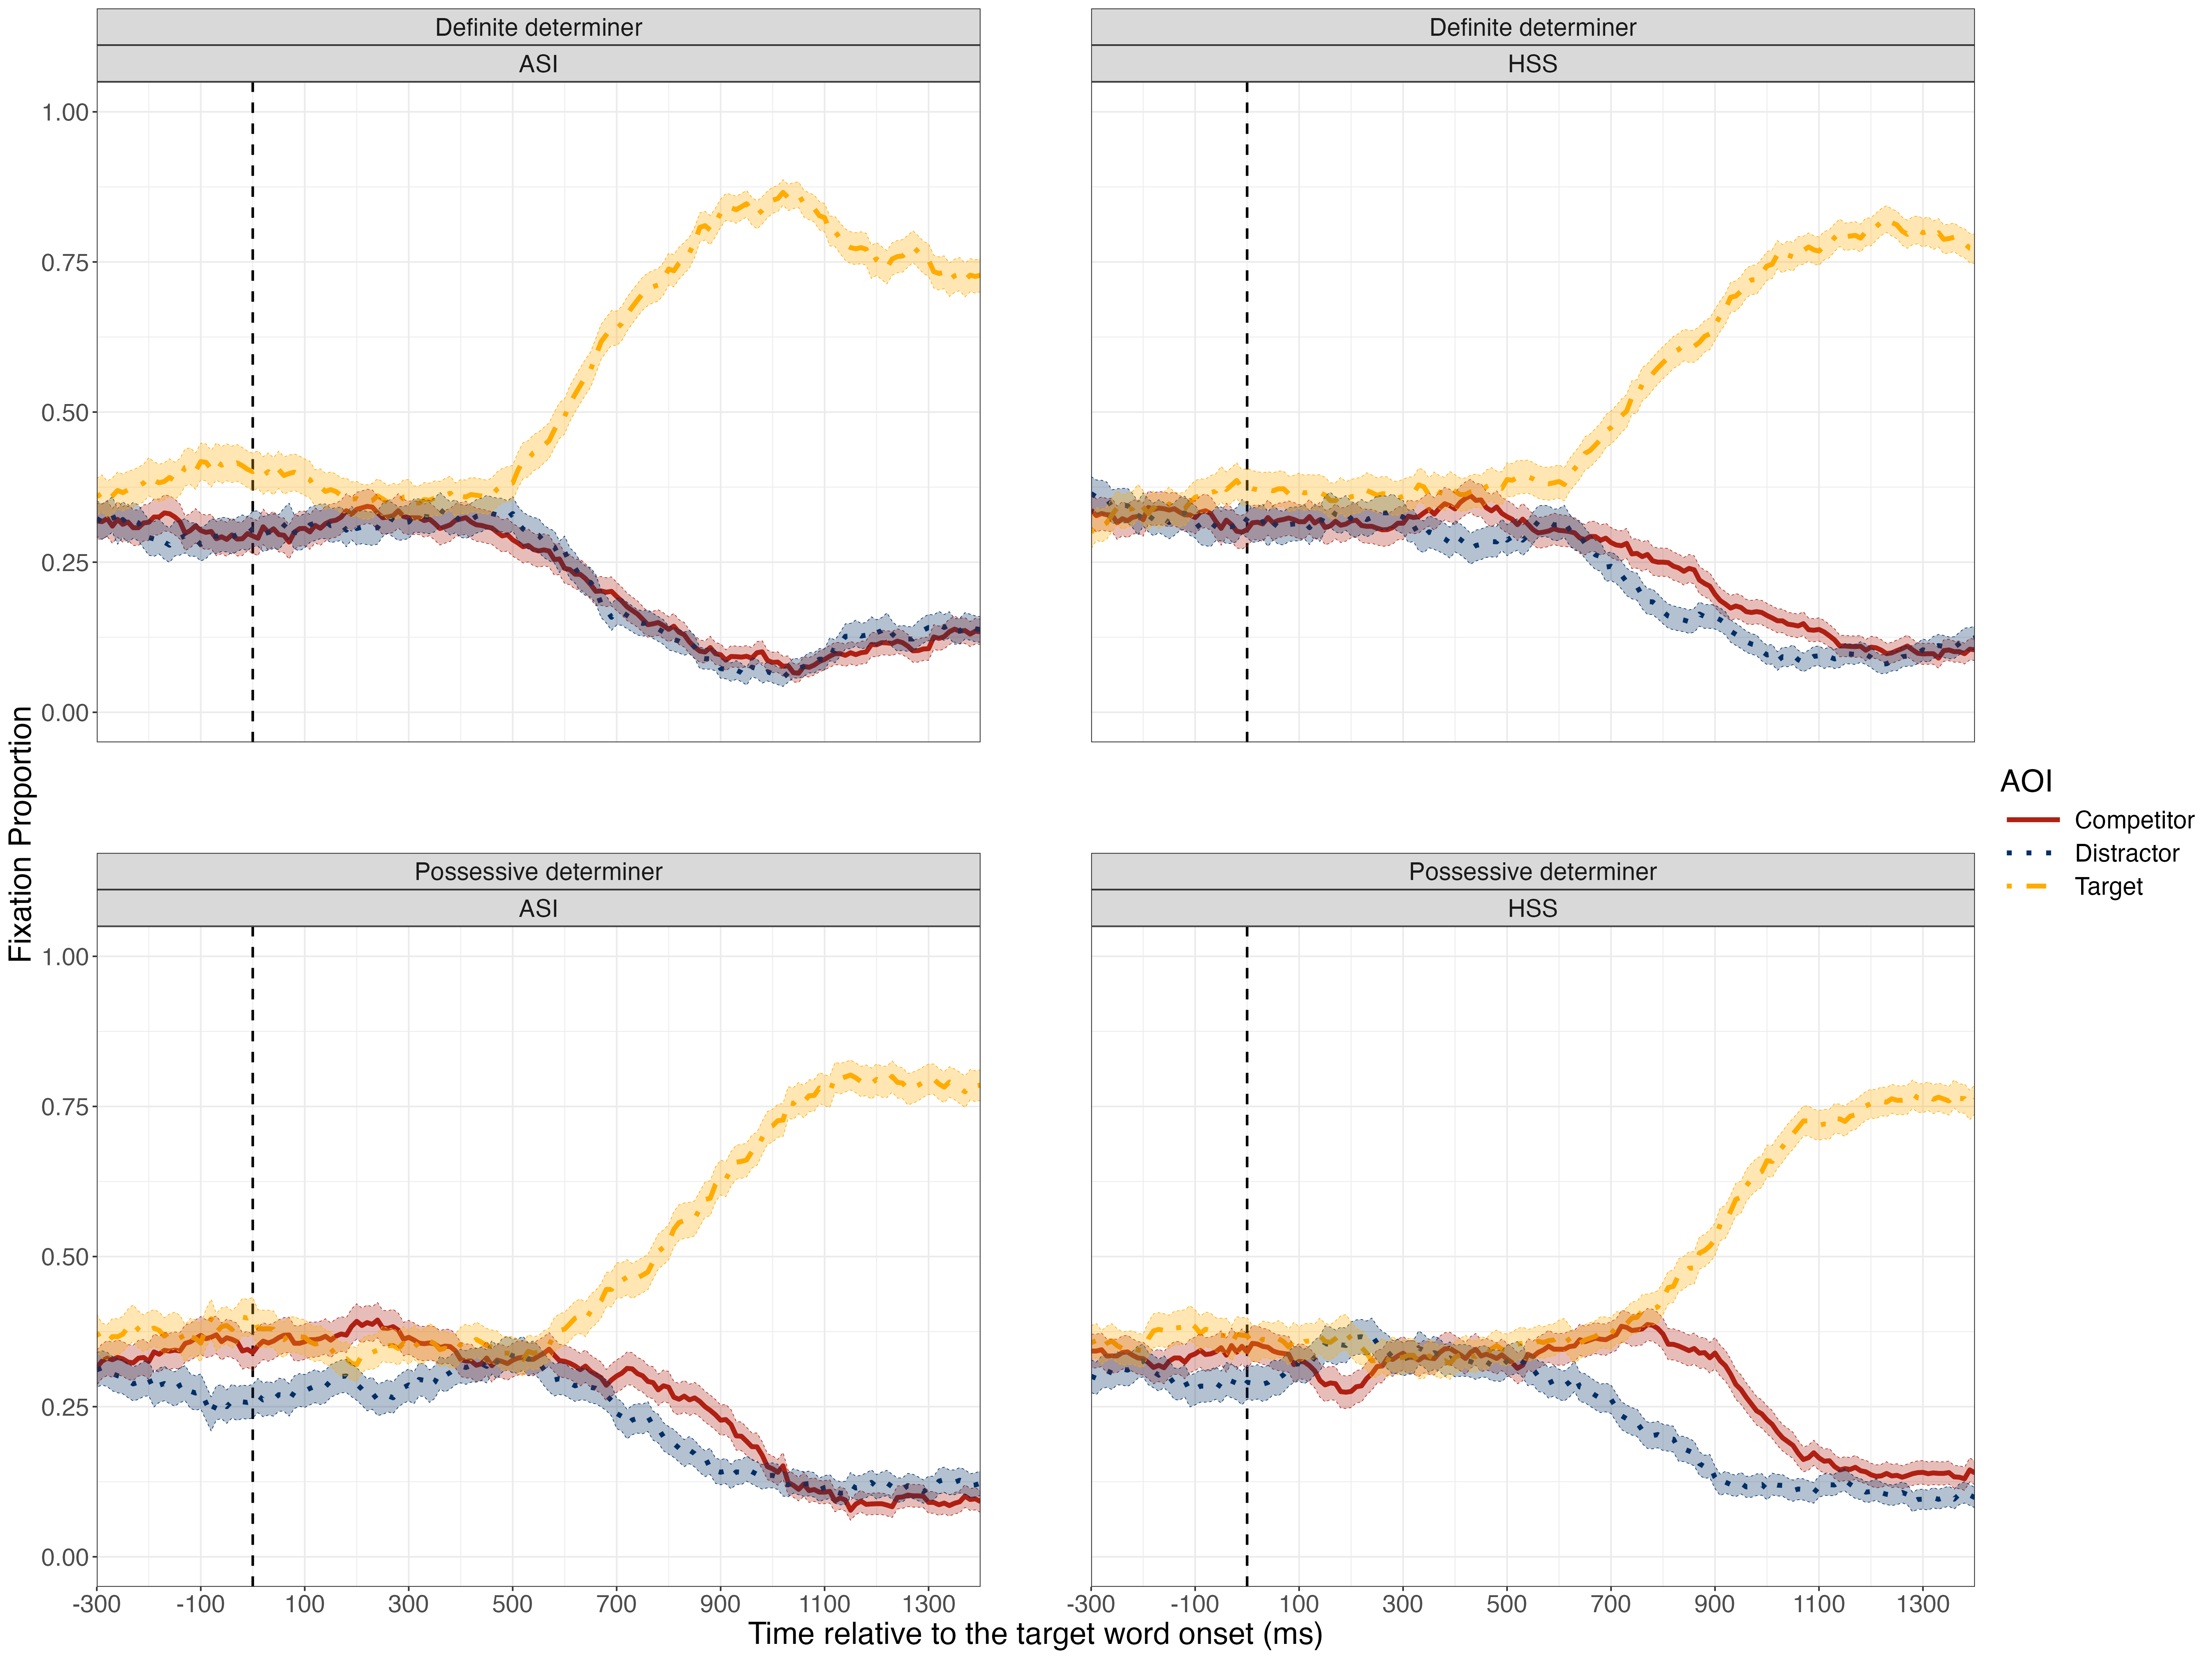 Definite determiner
ASI
Definite determiner
HSS
1.00
0.75
0.50
0.25
0.00
Fixation Proportion
AOI
Competitor
Distractor
Target
Possessive determiner
ASI
Possessive determiner
HSS
1.00
0.75
0.50
0.25
0.00
-300 -100 100 300 500 700 900 1100 1300
-300 -100 100 300 500 700 900 1100 1300
Time relative to the target word onset (ms)